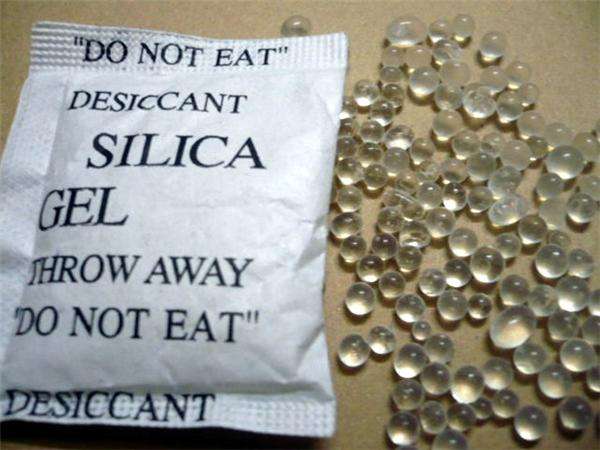 "DO NOT EAT"
DESICCANT
SILICA
GEL
THROW AWAY
"DO NOT EAT"
DESICCANT